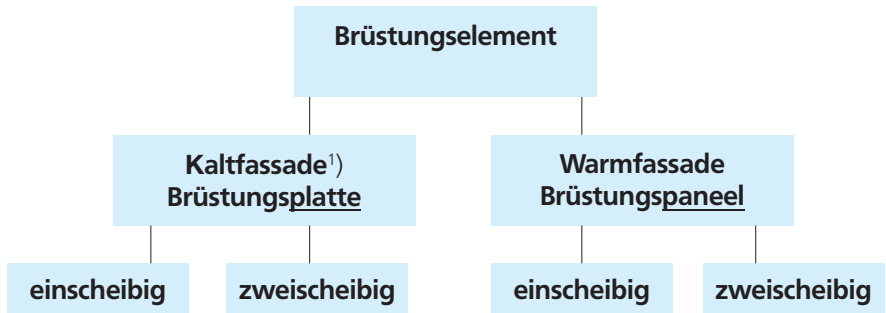 Brüstungselement
Kaltfassade¹)
Brüstungsplatte
Warmfassade
Brüstungspaneel
einscheibig
zweischeibig
einscheibig
zweischeibig